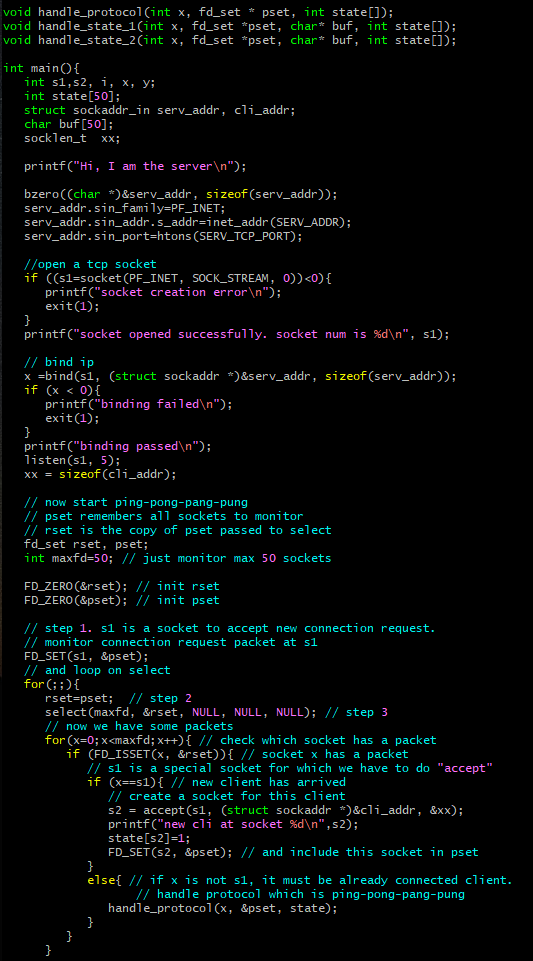 void handle_protocol(int x, fd_set * pset, int state[]);
void handle_state_1(int x, fd_set *pset, char* buf, int state[]);
void handle_state_2(int x, fd_set *pset, char* buf, int state[]);
int main(){
int s1,s2, i, x, y;
int state[50];
struct sockaddr_in serv_addr, cli_addr;
char buf[50];
socklen_t  xx;
printf("Hi, I am the server\n");
bzero((char *)&serv_addr, sizeof(serv_addr));
serv_addr.sin_family=PF_INET;
serv_addr.sin_addr.s_addr=inet_addr(SERV_ADDR);
serv_addr.sin_port=htons(SERV_TCP_PORT);
//open a tcp socket
if ((s1=socket(PF_INET, SOCK_STREAM, 0))<0){
printf("socket creation error\n");
exit(1);
}
printf("socket opened successfully. socket num is %d\n", s1);
// bind ip
x =bind(s1, (struct sockaddr *)&serv_addr, sizeof(serv_addr));
if (x < 0){
printf("binding failed\n");
exit(1);
}
printf("binding passed\n");
listen(s1, 5);
xx = sizeof(cli_addr);
// now start ping-pong-pang-pung
// pset remembers all sockets to monitor
// rset is the copy of pset passed to select
fd_set rset, pset;
int maxfd=50; // just monitor max 50 sockets
FD_ZERO(&rset); // init rset
FD_ZERO(&pset); // init pset
// step 1. s1 is a socket to accept new connection request.
// monitor connection request packet at s1
FD_SET(s1, &pset);
// and loop on select
for(;;){
rset=pset;  // step 2
select(maxfd, &rset, NULL, NULL, NULL); // step 3
// now we have some packets
for(x=0;x<maxfd;x++){ // check which socket has a packet
if (FD_ISSET(x, &rset)){ // socket x has a packet
// s1 is a special socket for which we have to do "accept"
if (x==s1){ // new client has arrived
// create a socket for this client
s2 = accept(s1, (struct sockaddr *)&cli_addr, &xx);
printf("new cli at socket %d\n",s2);
state[s2]=1;
FD_SET(s2, &pset); // and include this socket in pset
}
else{ // if x is not s1, it must be already connected client.
// handle protocol which is ping-pong-pang-pung
handle_protocol(x, &pset, state);
}
}
}